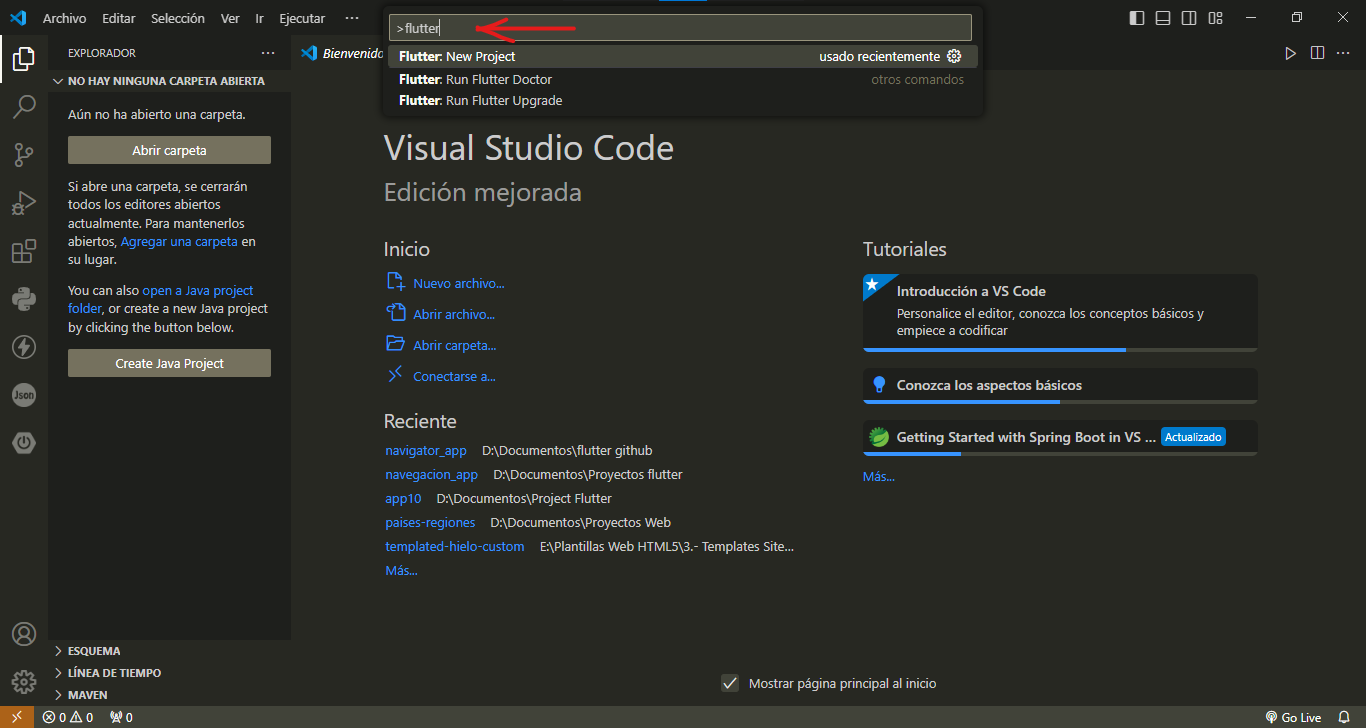 Archivo Editar Selección Ver Ir Ejecutar ···
>flutter
Flutter: New Project usado recientemente
Flutter: Run Flutter Doctor otros comandos
Flutter: Run Flutter Upgrade
EXPLORADOR ···
Bienvenido
NO HAY NINGUNA CARPETA ABIERTA
Aún no ha abierto una carpeta.
Abrir carpeta
Si abre una carpeta, se cerrarán
todos los editores abiertos
actualmente. Para mantenerlos
abiertos, Agregar una carpeta en
su lugar.
You can also open a Java project
folder, or create a new Java project
by clicking the button below.
Create Java Project
Json
ESQUEMA
LÍNEA DE TIEMPO
MAVEN
Visual Studio Code
Edición mejorada
Inicio
Nuevo archivo...
Abrir archivo...
Abrir carpeta...
Conectarse a...
Reciente
navigator_app D:\Documentos\flutter github
navegacion_app D:\Documentos\Proyectos flutter
app10 D:\Documentos\Project Flutter
paises-regiones D:\Documentos\Proyectos Web
templated-hielo-custom E:\Plantillas Web HTML5\3.- Templates Site...
Más...
Tutoriales
Introducción a VS Code
Personalice el editor, conozca los conceptos básicos y
empiece a codificar
Conozca los aspectos básicos
Getting Started with Spring Boot in VS ... Actualizado
Más...
Mostrar página principal al inicio
0 0 0 Go Live